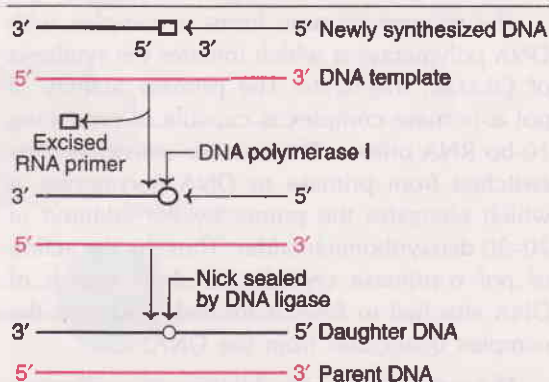 3′ 5′ Newly synthesized DNA
5′ 3′
5′ 3′ DNA template
Excised
RNA primer
DNA polymerase I
3′ 5′
5′ 3′
Nick sealed
by DNA ligase
3′ 5′ Daughter DNA
5′ 3′ Parent DNA